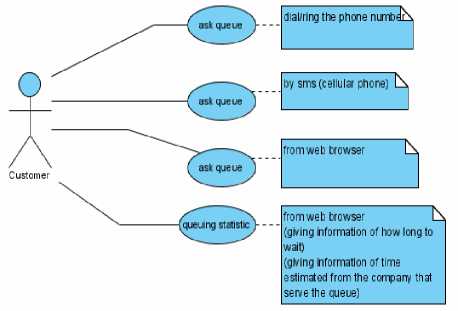 ask queue
dial/ring the phone number
ask queue
by sms (cellular phone)
ask queue
from web browser
Customer
queuing statistic
from web browser
(giving information of how long to
wait)
(giving information of time
estimated from the company that
serve the queue)